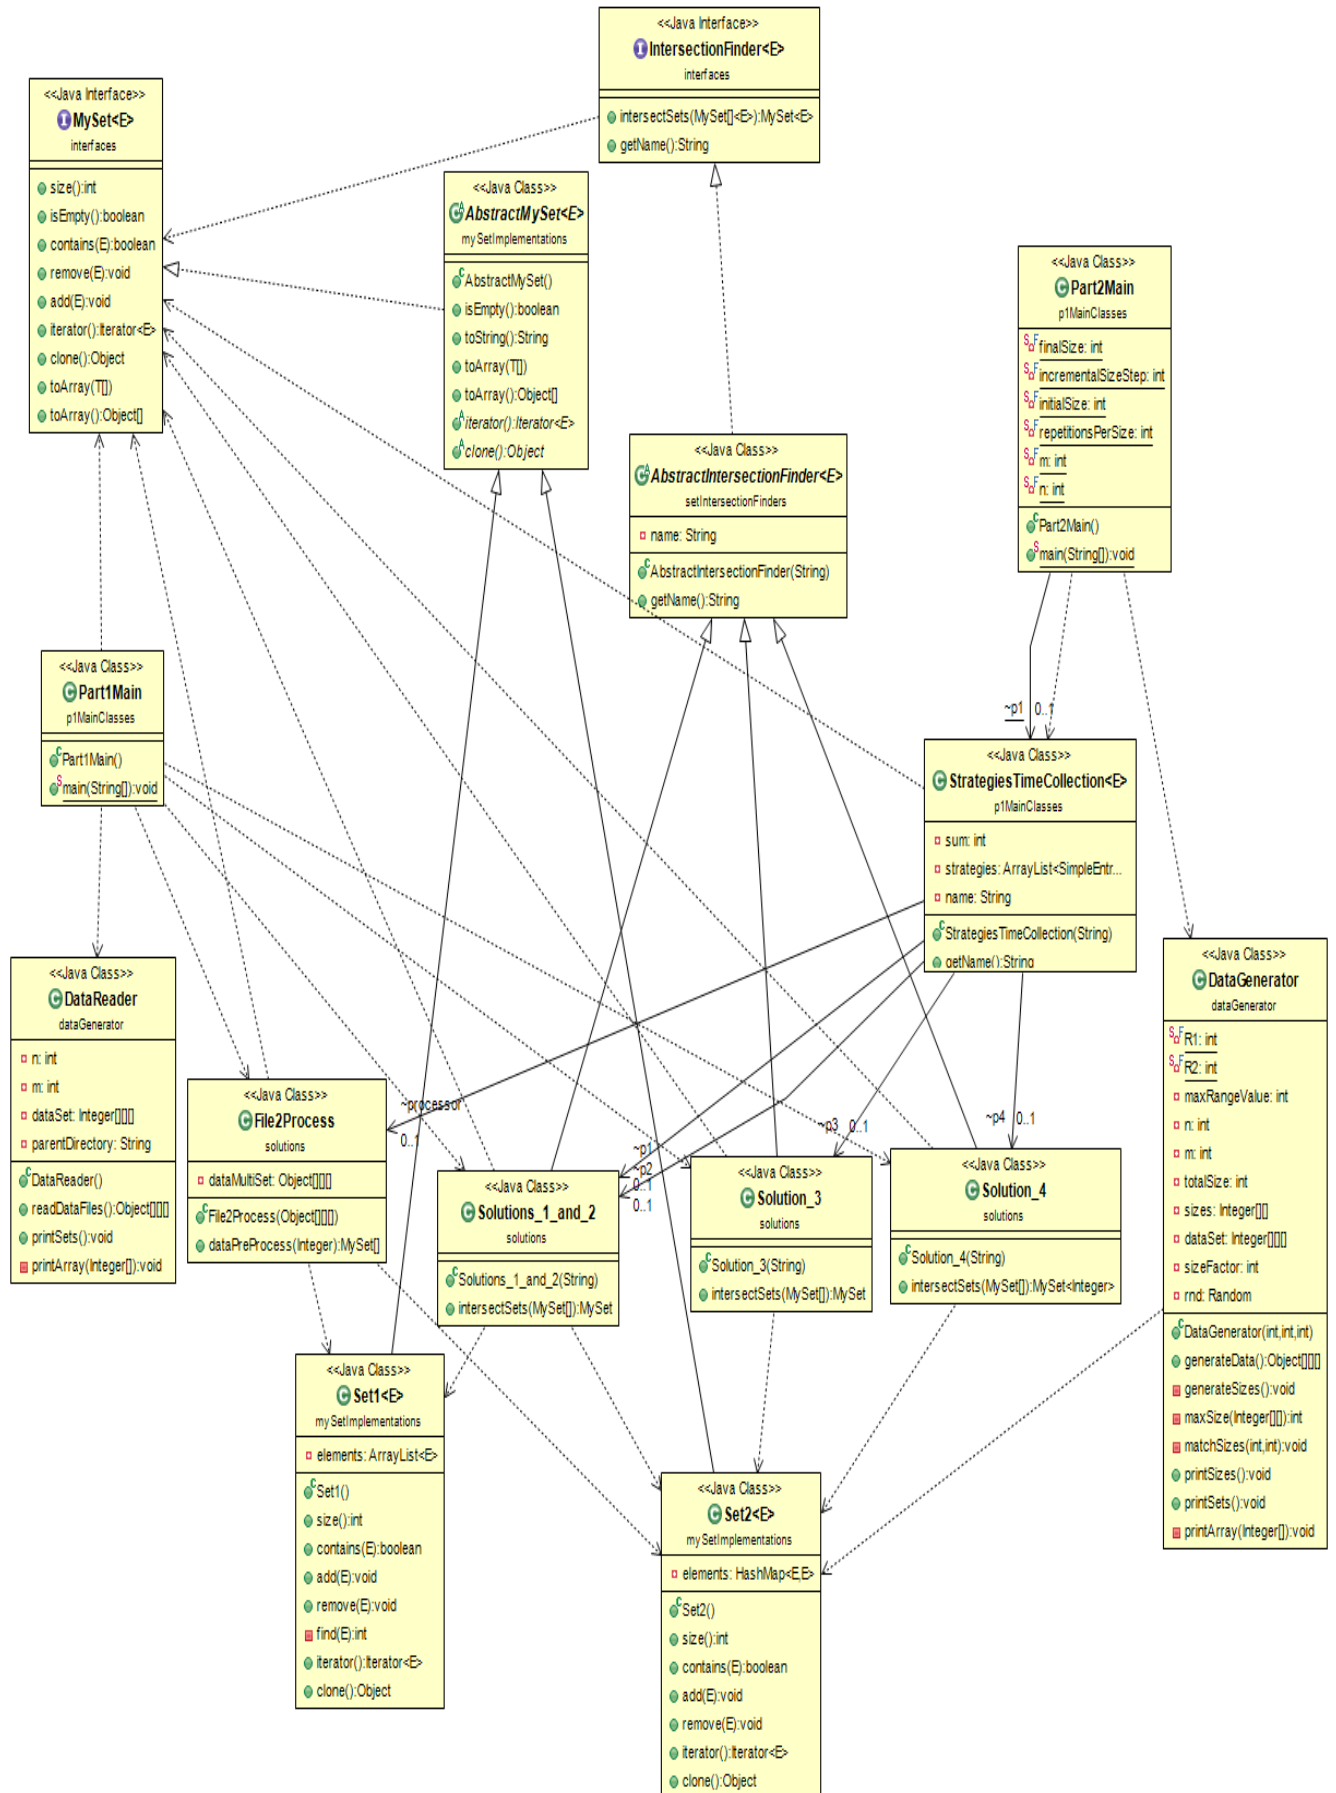 <<Java Interface>>
IntersectionFinder<E>
interfaces
intersectSets(MySet[]<E>):MySet<E>
getName():String
<<Java Interface>>
MySet<E>
interfaces
size():int
isEmpty():boolean
contains(E):boolean
remove(E):void
add(E):void
iterator():Iterator<E>
clone():Object
toArray(T[])
toArray():Object[]
<<Java Class>>
AbstractMySet<E>
mySetImplementations
AbstractMySet()
isEmpty():boolean
toString():String
toArray(T[])
toArray():Object[]
iterator():Iterator<E>
clone():Object
<<Java Class>>
Part2Main
p1MainClasses
finalSize: int
incrementalSizeStep: int
initialSize: int
repetitionsPerSize: int
m: int
n: int
Part2Main()
main(String[]):void
<<Java Class>>
AbstractIntersectionFinder<E>
setIntersectionFinders
name: String
AbstractIntersectionFinder(String)
getName():String
<<Java Class>>
Part1Main
p1MainClasses
Part1Main()
main(String[]):void
~p1 0..1
<<Java Class>>
StrategiesTimeCollection<E>
p1MainClasses
sum: int
strategies: ArrayList<SimpleEntr...
name: String
StrategiesTimeCollection(String)
getName():String
<<Java Class>>
DataReader
dataGenerator
n: int
m: int
dataSet: Integer[][][]
parentDirectory: String
DataReader()
readDataFiles():Object[][][]
printSets():void
printArray(Integer[]):void
<<Java Class>>
DataGenerator
dataGenerator
R1: int
R2: int
maxRangeValue: int
n: int
m: int
totalSize: int
sizes: Integer[][]
dataSet: Integer[][][]
sizeFactor: int
rnd: Random
DataGenerator(int,int,int)
generateData():Object[][][]
generateSizes():void
maxSize(Integer[][]):int
matchSizes(int,int):void
printSizes():void
printSets():void
printArray(Integer[]):void
<<Java Class>>
File2Process
solutions
dataMultiSet: Object[][][]
File2Process(Object[][][])
dataPreProcess(Integer):MySet[]
~processor
0..1
~p1
~p2
0..1
0..1
~p3 0..1
~p4 0..1
<<Java Class>>
Solutions_1_and_2
solutions
Solutions_1_and_2(String)
intersectSets(MySet[]):MySet
<<Java Class>>
Solution_3
solutions
Solution_3(String)
intersectSets(MySet[]):MySet
<<Java Class>>
Solution_4
solutions
Solution_4(String)
intersectSets(MySet[]):MySet<Integer>
<<Java Class>>
Set1<E>
mySetImplementations
elements: ArrayList<E>
Set1()
size():int
contains(E):boolean
add(E):void
remove(E):void
find(E):int
iterator():Iterator<E>
clone():Object
<<Java Class>>
Set2<E>
mySetImplementations
elements: HashMap<E,E>
Set2()
size():int
contains(E):boolean
add(E):void
remove(E):void
iterator():Iterator<E>
clone():Object